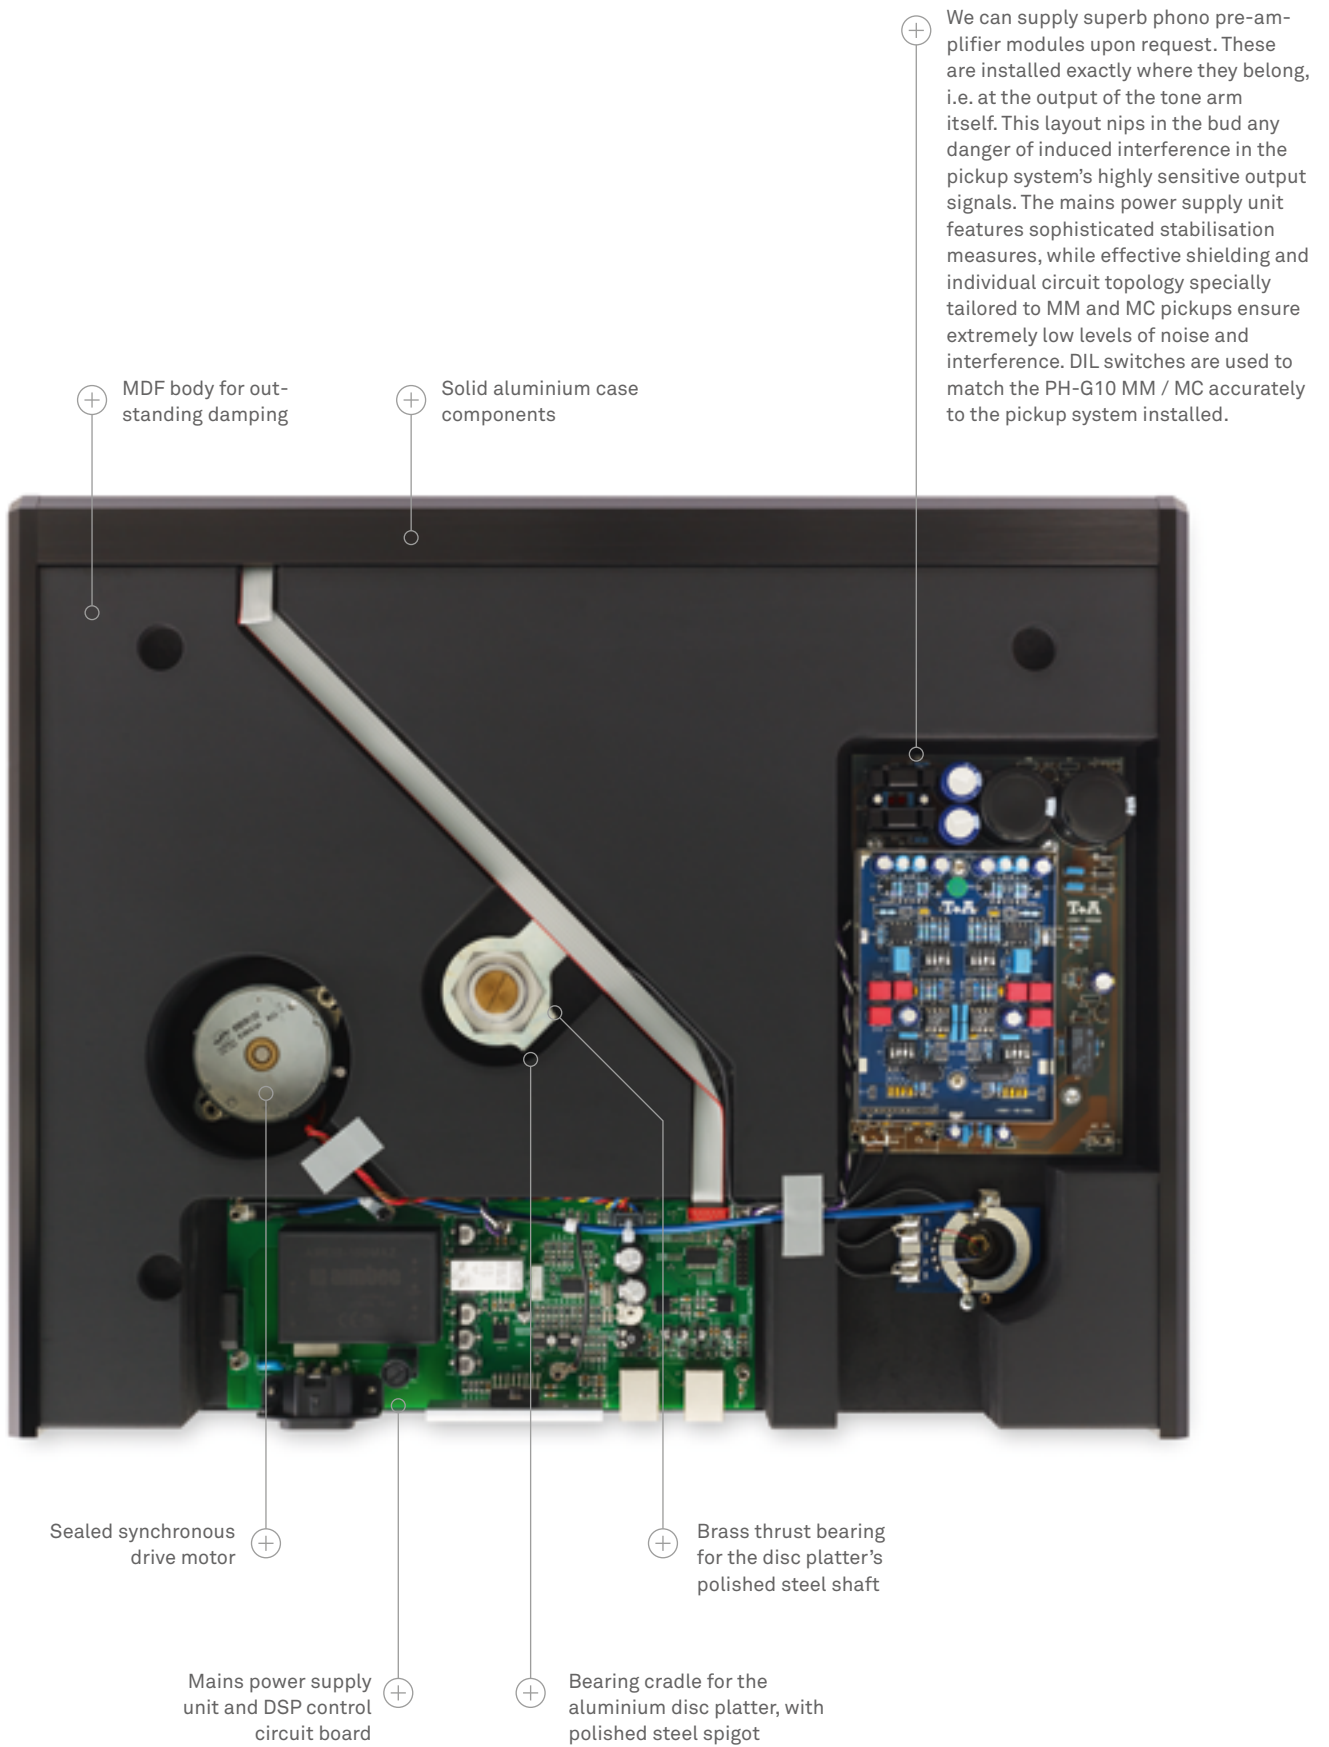 We can supply superb phono pre-am-
plifier modules upon request. These
are installed exactly where they belong,
i.e. at the output of the tone arm
itself. This layout nips in the bud any
danger of induced interference in the
pickup system's highly sensitive output
signals. The mains power supply unit
features sophisticated stabilisation
measures, while effective shielding and
individual circuit topology specially
tailored to MM and MC pickups ensure
extremely low levels of noise and
interference. DIL switches are used to
match the PH-G10 MM / MC accurately
to the pickup system installed.
MDF body for out-
standing damping
Solid aluminium case
components
T+A
T+A
Sealed synchronous
drive motor
Brass thrust bearing
for the disc platter's
polished steel shaft
Mains power supply
unit and DSP control
circuit board
Bearing cradle for the
aluminium disc platter, with
polished steel spigot